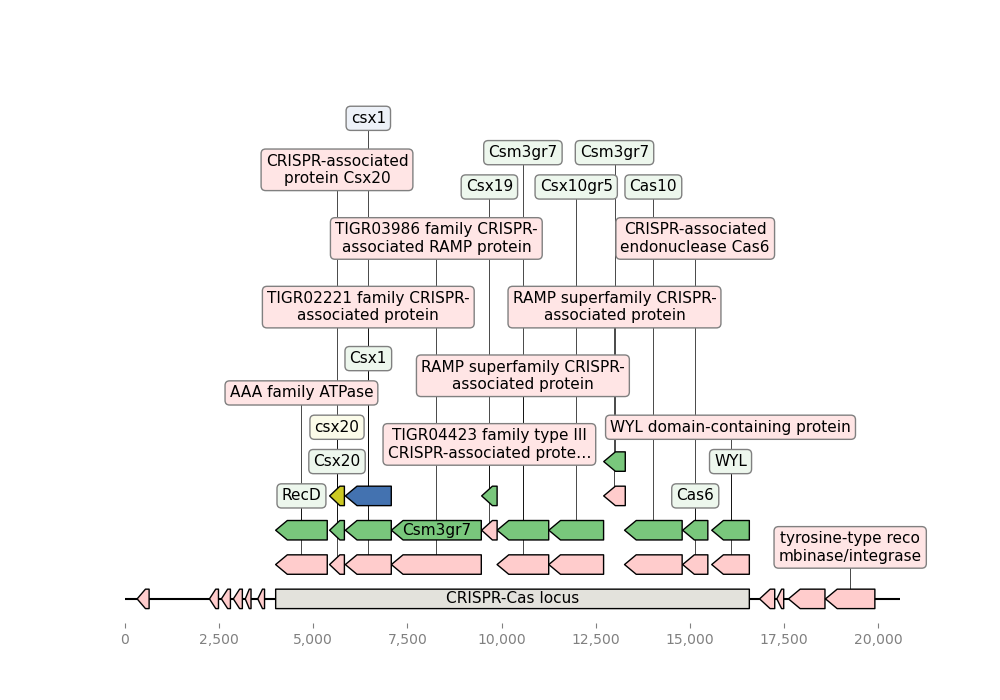 csx1
Csm3gr7
Csm3gr7
CRISPR-associated
protein Csx20
Csx19
Csx10gr5
Cas10
TIGR03986 family CRISPR-
associated RAMP protein
CRISPR-associated
endonuclease Cas6
TIGR02221 family CRISPR-
associated protein
RAMP superfamily CRISPR-
associated protein
Csx1
RAMP superfamily CRISPR-
associated protein
AAA family ATPase
csx20
TIGR04423 family type III
CRISPR-associated prote...
WYL domain-containing protein
Csx20
WYL
RecD
Cas6
Csm3gr7
tyrosine-type reco
mbinase/integrase
CRISPR-Cas locus
0
2,500
5,000
7,500
10,000
12,500
15,000
17,500
20,000